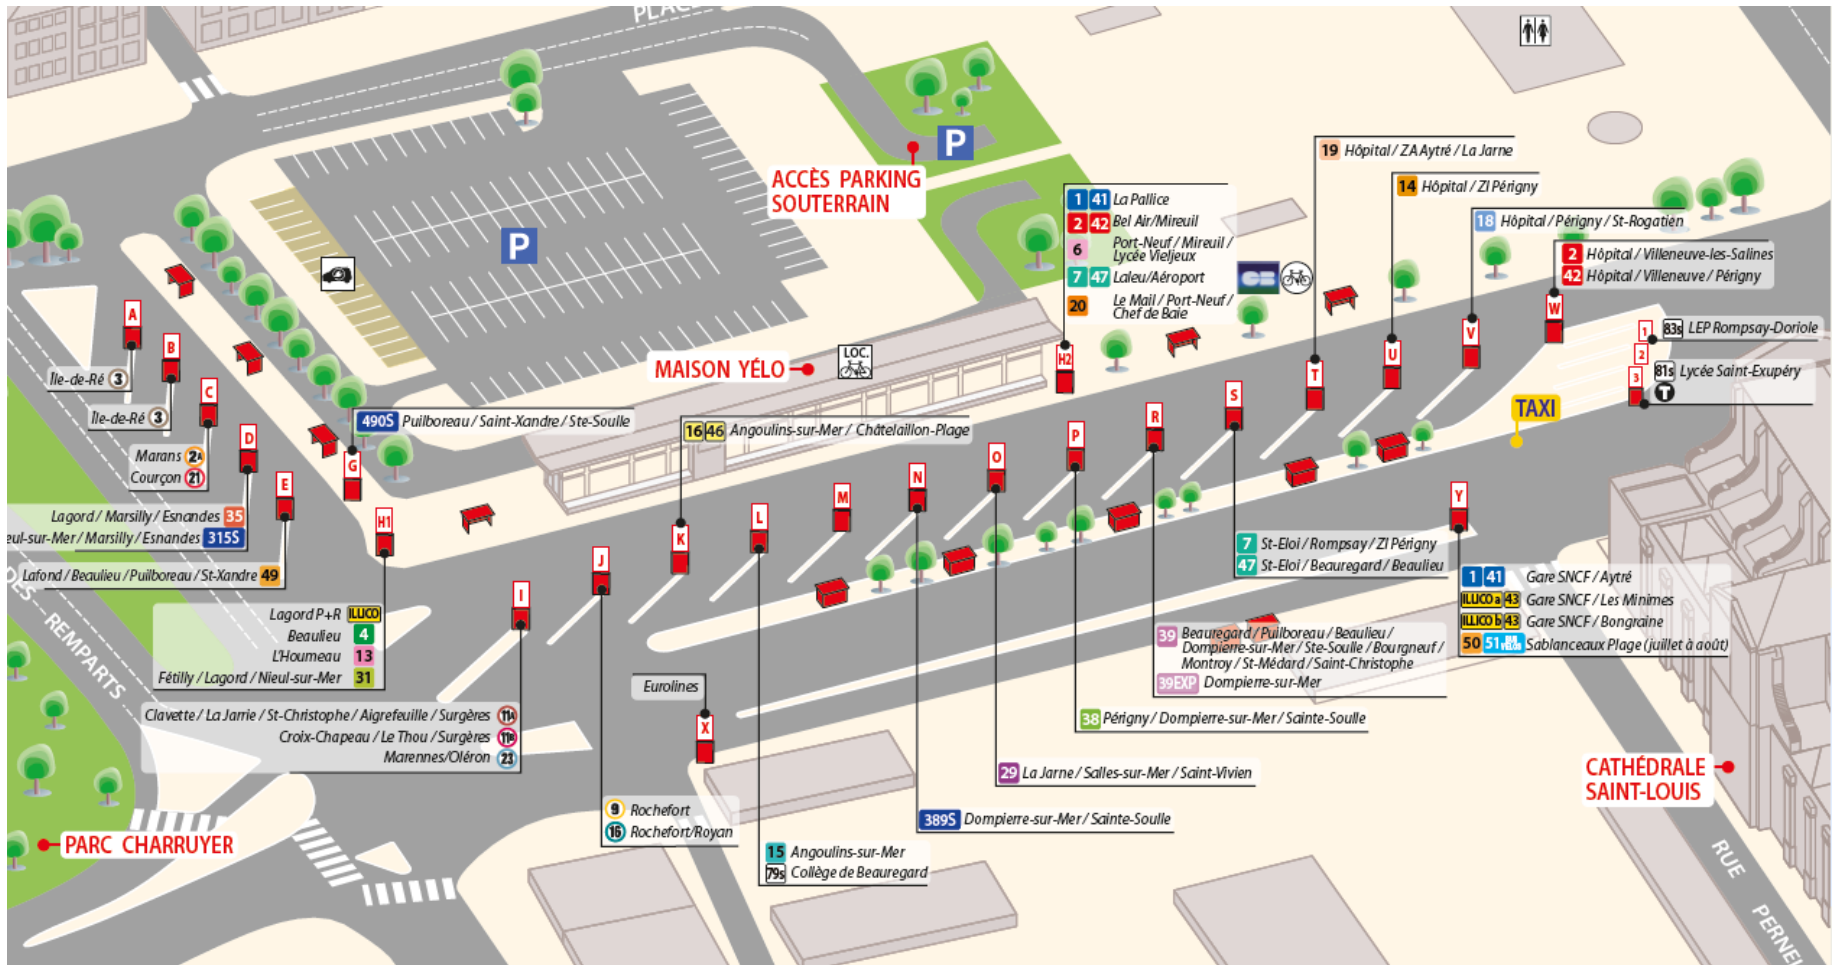 PLACE
ACCÈS PARKING
SOUTERRAIN
P
P
19 Hôpital / ZA Aytré / La Jarne
14 Hôpital / ZI Périgny
18 Hôpital / Périgny / St-Rogatien
2 Hôpital / Villeneuve-les-Salines
42 Hôpital / Villeneuve / Périgny
1 41 La Pallice
2 42 Bel Air/Mireuil
6 Port-Neuf / Mireuil /
Lycée Vieljeux
7 47 Laleu/Aéroport
20 Le Mail / Port-Neuf /
Chef de Baie
A
B
C
D
E
G
H1
H2
I
J
K
L
M
N
O
P
R
S
T
U
V
W
X
Y
1
2
3
83s LEP Rompsay-Doriole
81s Lycée Saint-Exupéry
T
TAXI
MAISON YÉLO
LOC.
Île-de-Ré 3
Île-de-Ré 3
Marans 2A
Courçon 21
490S Puilboreau / Saint-Xandre / Ste-Soulle
16 46 Angoulins-sur-Mer / Châtelaillon-Plage
Lagord / Marsilly / Esnandes 35
eul-sur-Mer / Marsilly / Esnandes 315S
Lafond / Beaulieu / Puilboreau / St-Xandre 49
Lagord P+R ILLICO
Beaulieu 4
L'Houmeau 13
Fétilly / Lagord / Nieul-sur-Mer 31
Clavette / La Jarrie / St-Christophe / Aigrefeuille / Surgères 11A
Croix-Chapeau / Le Thou / Surgères 11B
Marennes/Oléron 23
Eurolines
9 Rochefort
16 Rochefort/Royan
15 Angoulins-sur-Mer
79s Collège de Beauregard
389S Dompierre-sur-Mer / Sainte-Soulle
29 La Jarne / Salles-sur-Mer / Saint-Vivien
38 Périgny / Dompierre-sur-Mer / Sainte-Soulle
39 Beauregard / Puilboreau / Beaulieu /
Dompierre-sur-Mer / Ste-Soulle / Bourgneuf /
Montroy / St-Médard / Saint-Christophe
39EXP Dompierre-sur-Mer
7 St-Eloi / Rompsay / ZI Périgny
47 St-Eloi / Beauregard / Beaulieu
1 41 Gare SNCF / Aytré
ILLICO a 43 Gare SNCF / Les Minimes
ILLICO b 43 Gare SNCF / Bongraine
50 51 Sablanceaux Plage (juillet à août)
DES REMPARTS
PARC CHARRUYER
CATHÉDRALE
SAINT-LOUIS
RUE